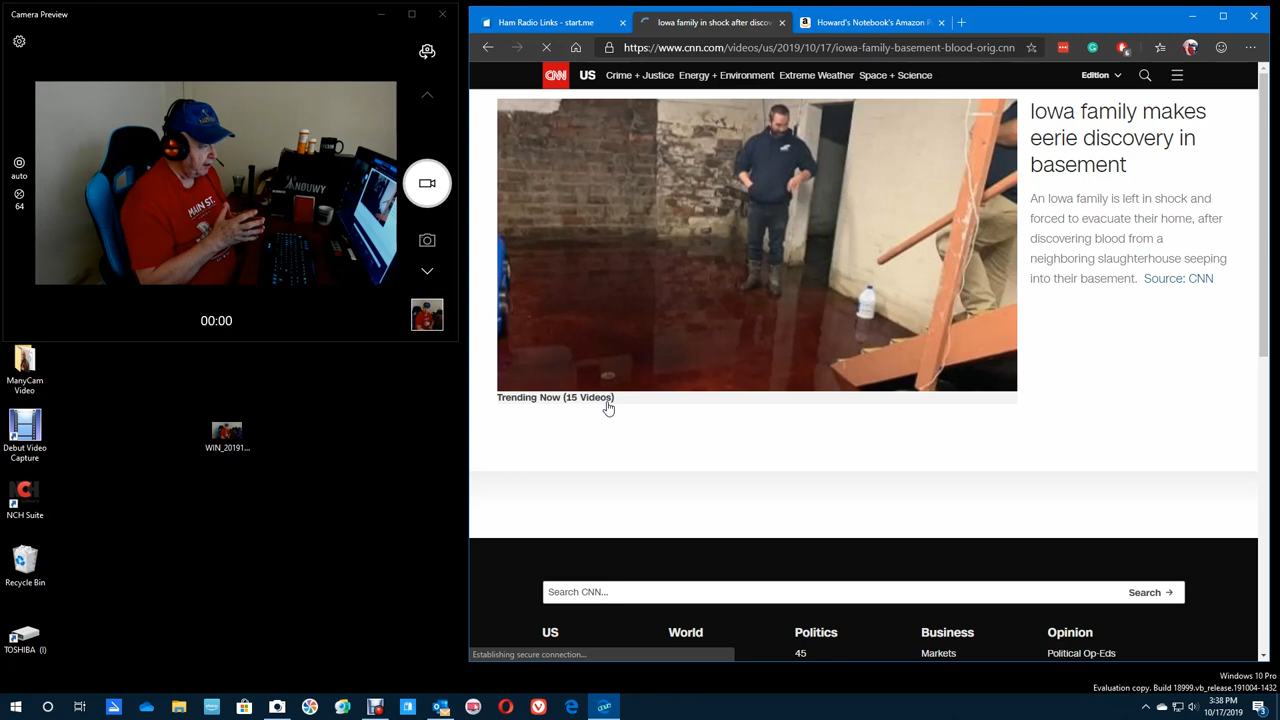 Camera Preview
auto
64
00:00
MAIN ST.
ANOUWY
ManyCam
Video
Debut Video
Capture
WIN_20191...
NCH Suite
Recycle Bin
TOSHIBA (I)
Ham Radio Links - start.me
Iowa family in shock after discov
Howard's Notebook's Amazon P
https://www.cnn.com/videos/us/2019/10/17/iowa-family-basement-blood-orig.cnn
6
CNN US Crime + Justice Energy + Environment Extreme Weather Space + Science Edition
Iowa family makes
eerie discovery in
basement
An Iowa family is left in shock and
forced to evacuate their home, after
discovering blood from a
neighboring slaughterhouse seeping
into their basement. Source: CNN
Trending Now (15 Videos)
Search CNN... Search
US World Politics Business Opinion
45 Markets Political Op-Eds
Establishing secure connection...
Windows 10 Pro
Evaluation copy. Build 18999.vb_release.191004-1432
3:38 PM
10/17/2019
3